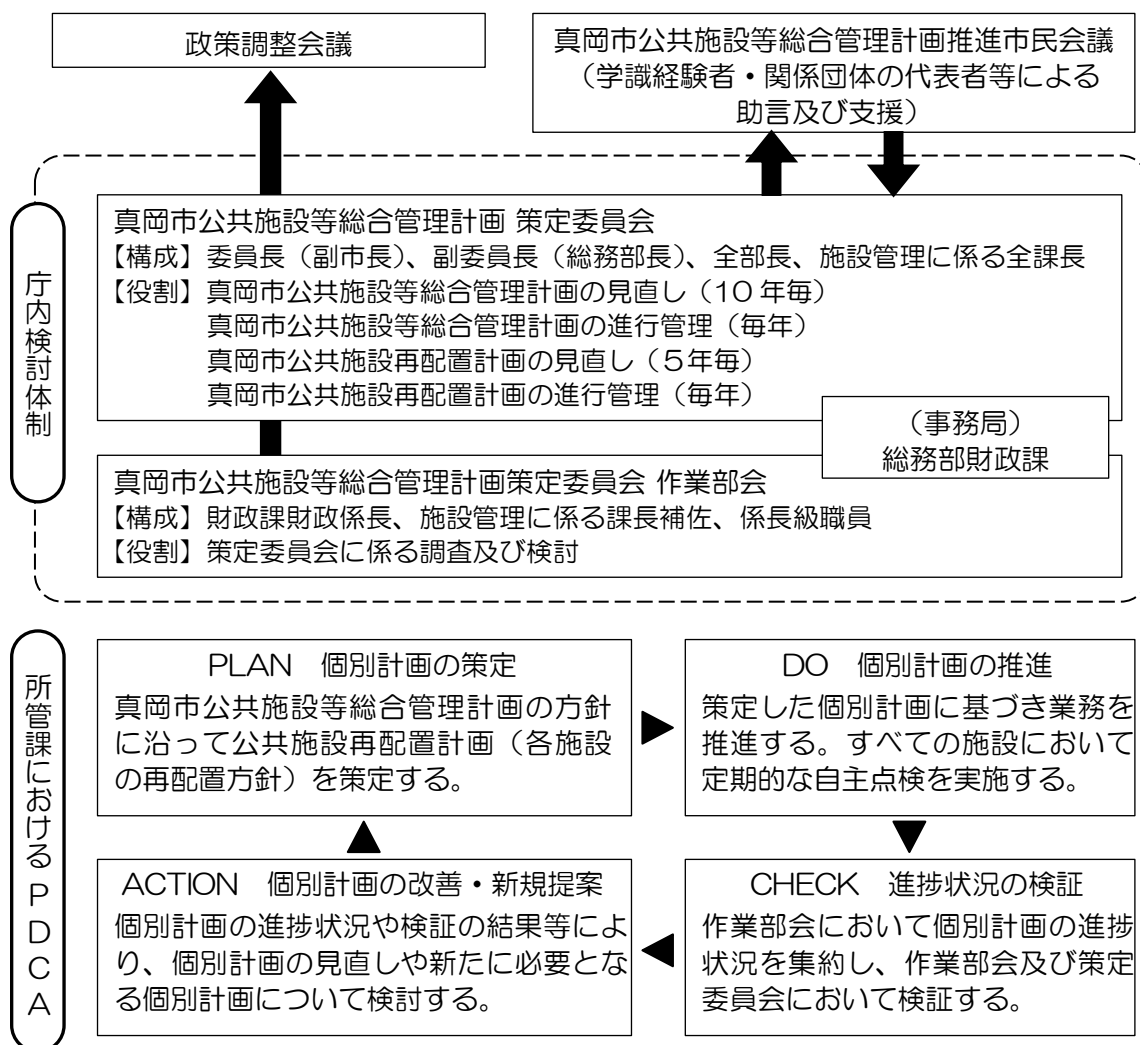 政策調整会議
真岡市公共施設等総合管理計画推進市民会議
（学識経験者・関係団体の代表者等による
助言及び支援）
庁内検討体制
真岡市公共施設等総合管理計画 策定委員会
【構成】委員長（副市長）、副委員長（総務部長）、全部長、施設管理に係る全課長
【役割】真岡市公共施設等総合管理計画の見直し（10年毎）
真岡市公共施設等総合管理計画の進行管理（毎年）
真岡市公共施設再配置計画の見直し（5年毎）
真岡市公共施設再配置計画の進行管理（毎年）
（事務局）
総務部財政課
真岡市公共施設等総合管理計画策定委員会 作業部会
【構成】財政課財政係長、施設管理に係る課長補佐、係長級職員
【役割】策定委員会に係る調査及び検討
所管課におけるPDCA
PLAN 個別計画の策定
真岡市公共施設等総合管理計画の方針
に沿って公共施設再配置計画（各施設
の再配置方針）を策定する。
DO 個別計画の推進
策定した個別計画に基づき業務を
推進する。すべての施設において
定期的な自主点検を実施する。
ACTION 個別計画の改善・新規提案
個別計画の進捗状況や検証の結果等によ
り、個別計画の見直しや新たに必要とな
る個別計画について検討する。
CHECK 進捗状況の検証
作業部会において個別計画の進捗
状況を集約し、作業部会及び策定
委員会において検証する。